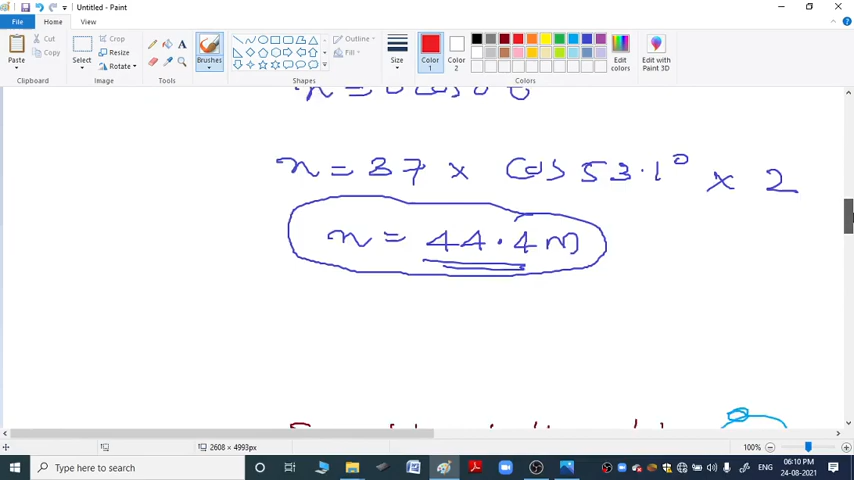 Untitled - Paint
File Home View
Paste Cut Copy
Select Crop Resize Rotate
Brushes
Outline Fill
Size
Color 1 Color 2
Edit colors
Edit with Paint 3D
Clipboard Image Tools Shapes Colors
n = 37 × Cos 53.1° × 2
n = 44.4 m
2608 × 4993px 100%
Type here to search
ENG
06:10 PM
24-08-2021